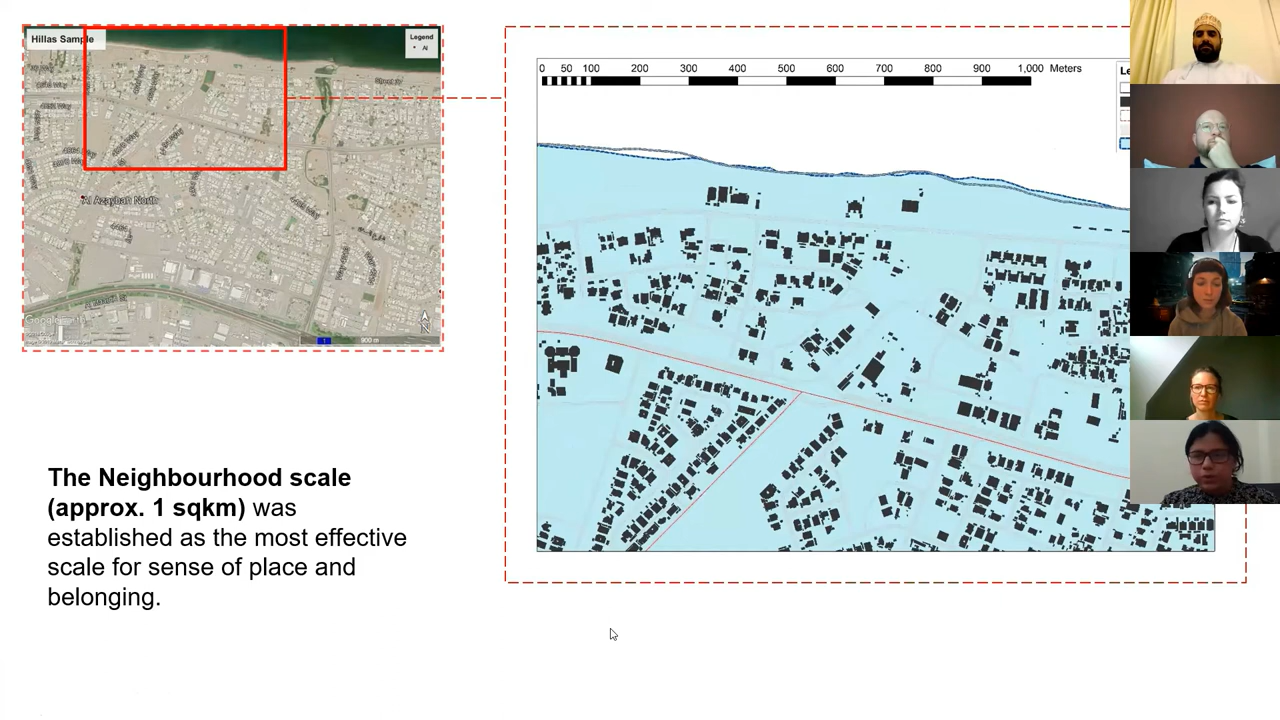 Hillas Sample
Legend
Al
Al Azaybah North
900 m
0 50 100 200 300 400 500 600 700 800 900 1,000 Meters
Le
The Neighbourhood scale
(approx. 1 sqkm) was
established as the most effective
scale for sense of place and
belonging.